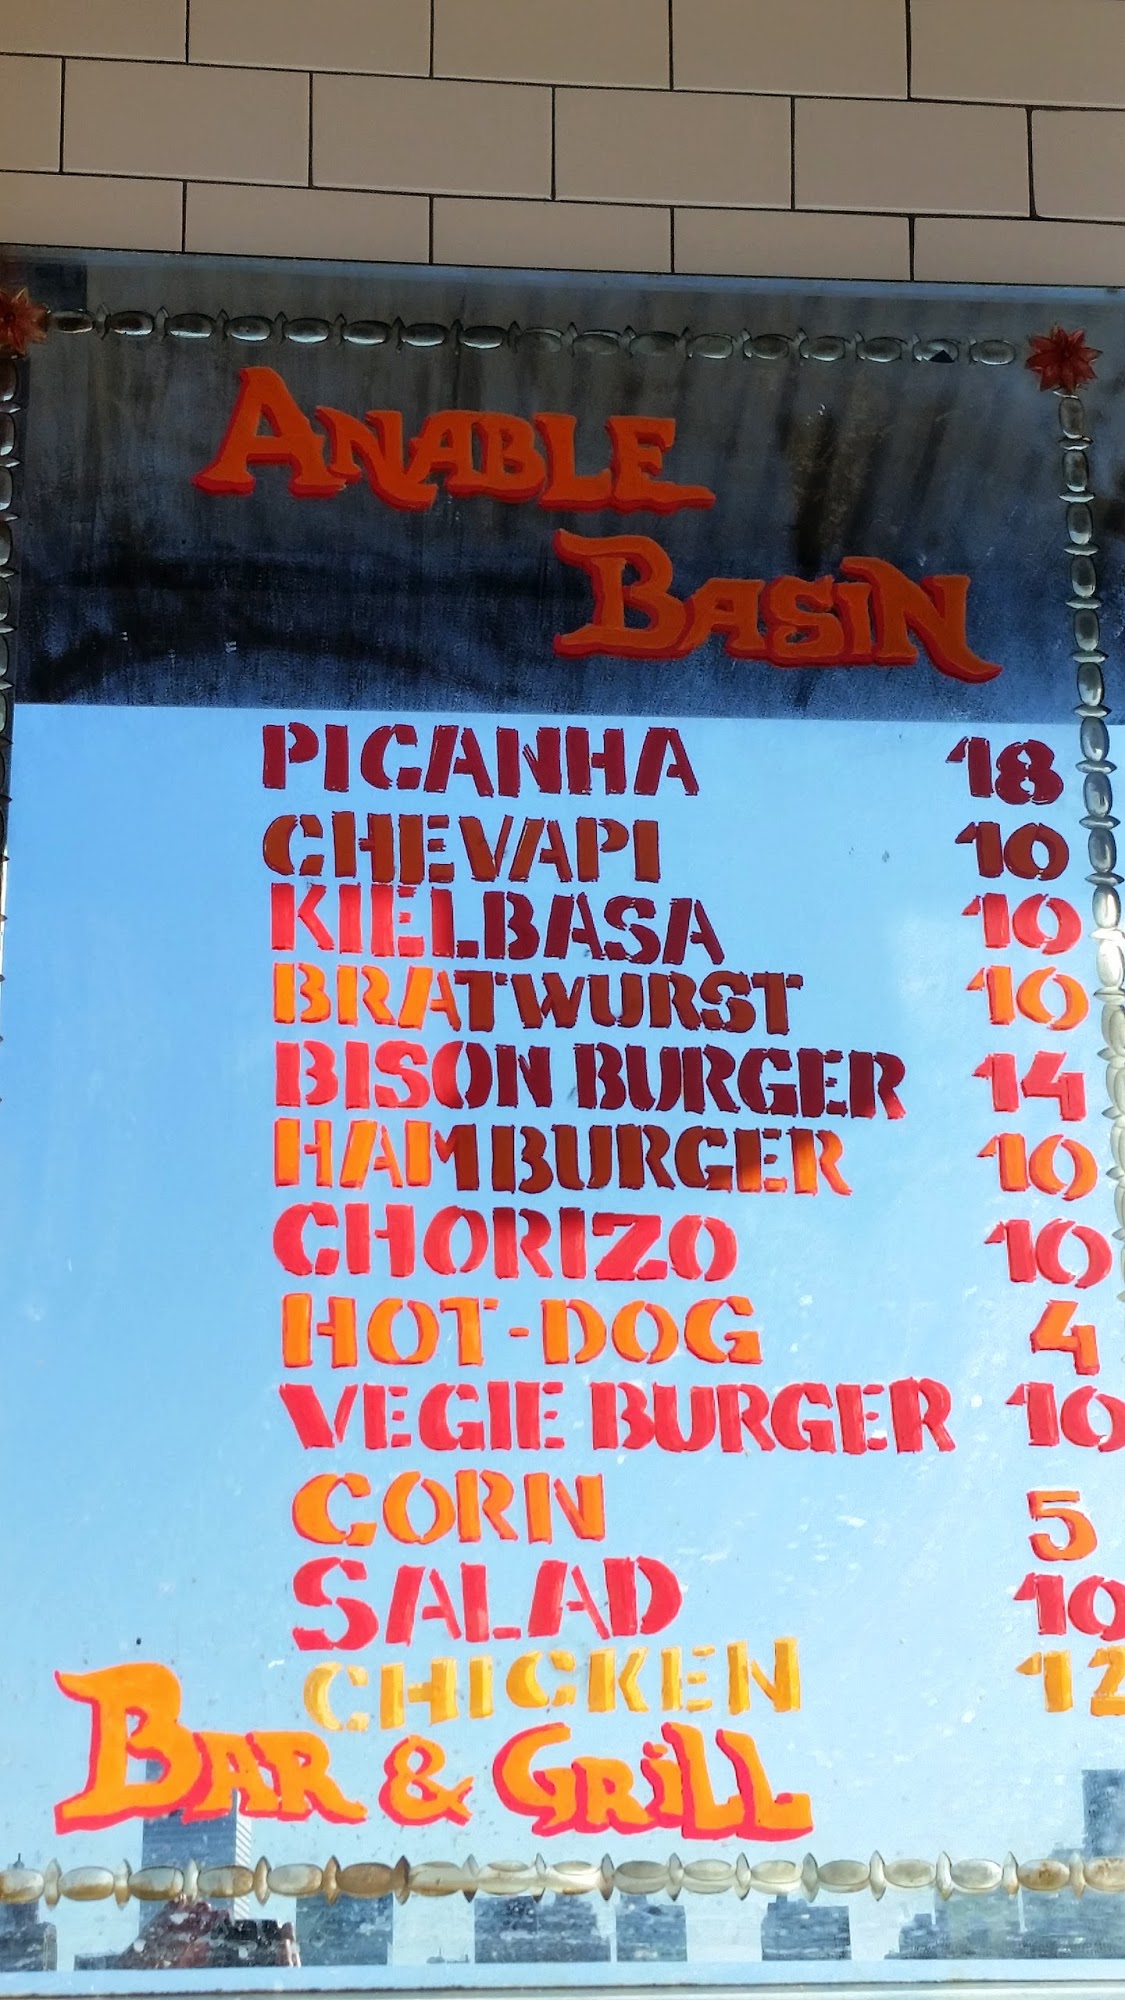 ANABLE
BASIN
PICANHA 18
CHEVAPI 10
KIELBASA 10
BRATWURST 10
BISON BURGER 14
HAMBURGER 10
CHORIZO 10
HOT-DOG 4
VEGIE BURGER 10
CORN 5
SALAD 10
CHICKEN 12
BAR & GRILL